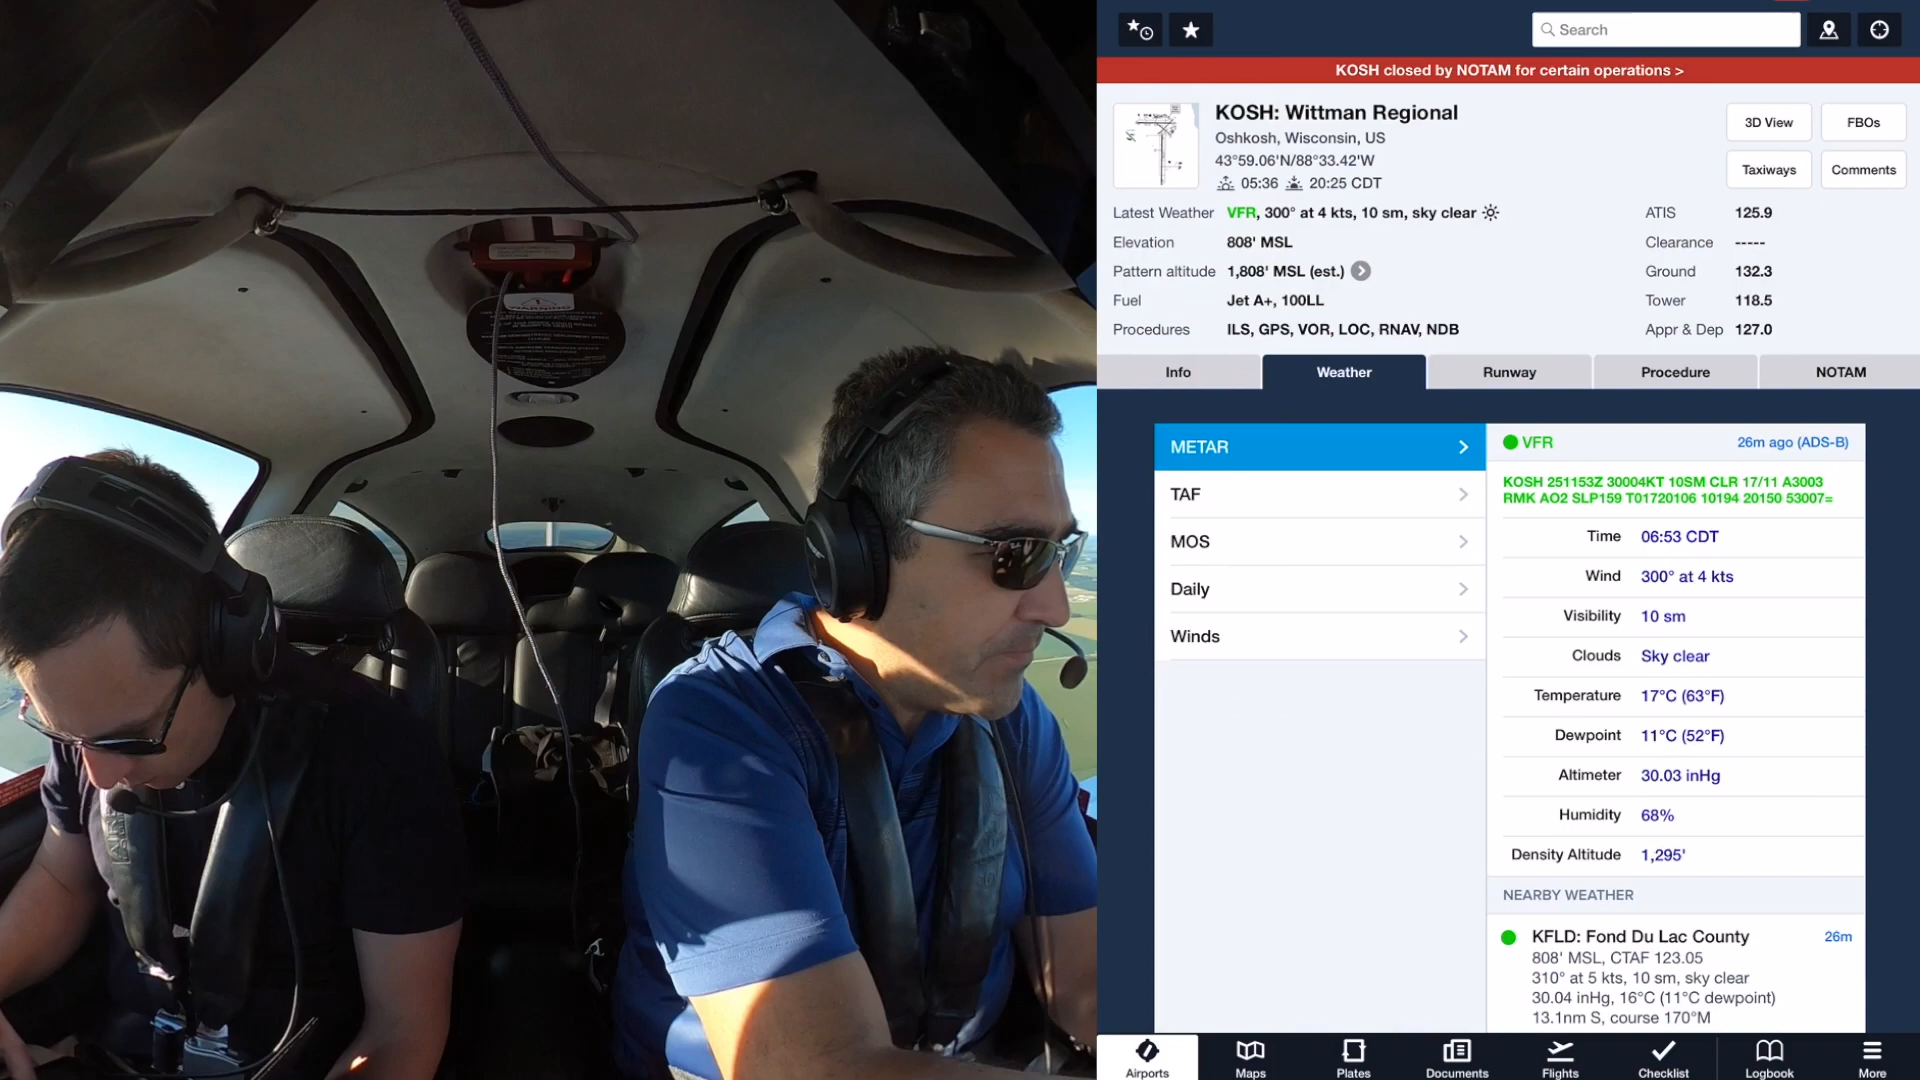 WARNING
Search
KOSH closed by NOTAM for certain operations >
KOSH: Wittman Regional
Oshkosh, Wisconsin, US
43°59.06'N/88°33.42'W
05:36 20:25 CDT
3D View
FBOs
Taxiways
Comments
Latest Weather VFR, 300° at 4 kts, 10 sm, sky clear
Elevation 808' MSL
Pattern altitude 1,808' MSL (est.)
Fuel Jet A+, 100LL
Procedures ILS, GPS, VOR, LOC, RNAV, NDB
ATIS 125.9
Clearance -----
Ground 132.3
Tower 118.5
Appr & Dep 127.0
Info
Weather
Runway
Procedure
NOTAM
METAR
TAF
MOS
Daily
Winds
VFR 26m ago (ADS-B)
KOSH 251153Z 30004KT 10SM CLR 17/11 A3003
RMK AO2 SLP159 T01720106 10194 20150 53007=
Time 06:53 CDT
Wind 300° at 4 kts
Visibility 10 sm
Clouds Sky clear
Temperature 17°C (63°F)
Dewpoint 11°C (52°F)
Altimeter 30.03 inHg
Humidity 68%
Density Altitude 1,295'
NEARBY WEATHER
KFLD: Fond Du Lac County 26m
808' MSL, CTAF 123.05
310° at 5 kts, 10 sm, sky clear
30.04 inHg, 16°C (11°C dewpoint)
13.1nm S, course 170°M
Airports
Maps
Plates
Documents
Flights
Checklist
Logbook
More